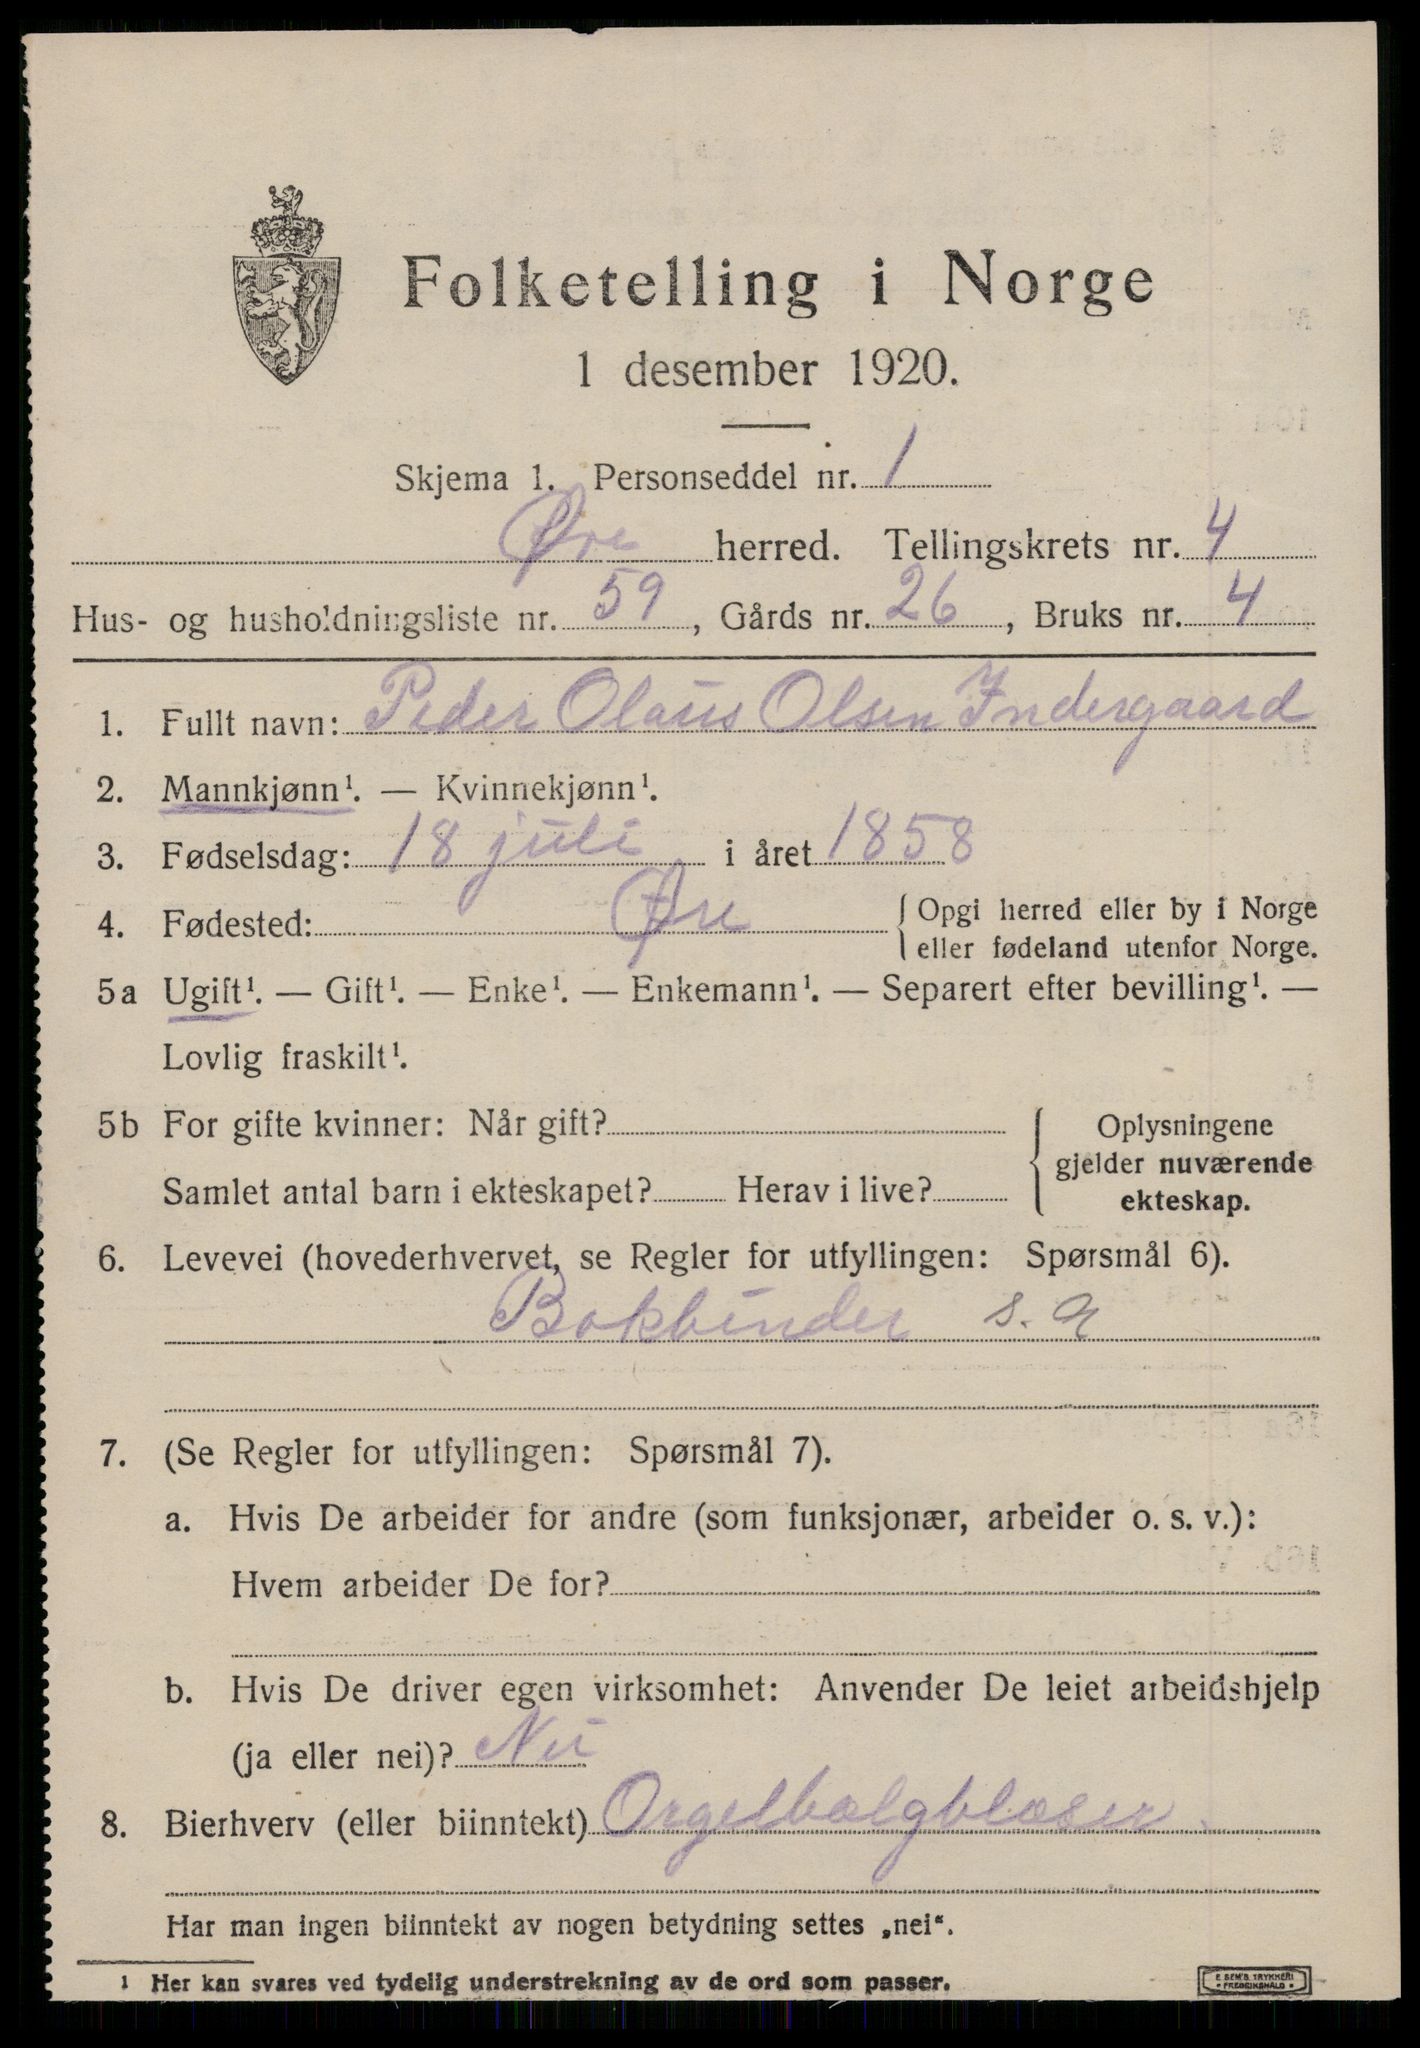 Folketelling i Norge
1 desember 1920.
Skjema 1. Personseddel nr. 1
Øre herred. Tellingskrets nr. 4
Hus- og husholdningsliste nr. 59, Gårds nr. 26, Bruks nr. 4
1. Fullt navn: Peder Olaus Olsen Indergaard
2. Mannkjønn¹. — Kvinnekjønn¹.
3. Fødselsdag: 18 juli i året 1858
4. Fødested: Øre { Opgi herred eller by i Norge
eller fødeland utenfor Norge.
5a Ugift¹. — Gift¹. — Enke¹. — Enkemann¹. — Separert efter bevilling¹. —
Lovlig fraskilt¹.
5b For gifte kvinner: Når gift?
Samlet antal barn i ekteskapet? Herav i live?
{ Oplysningene
gjelder nuværende
ekteskap.
6. Levevei (hovederhvervet, se Regler for utfyllingen: Spørsmål 6).
Bokbinder s. a
7. (Se Regler for utfyllingen: Spørsmål 7).
a. Hvis De arbeider for andre (som funksjonær, arbeider o. s. v.):
Hvem arbeider De for?
b. Hvis De driver egen virksomhet: Anvender De leiet arbeidshjelp
(ja eller nei)? Nei
8. Bierhverv (eller biinntekt) Orgelbælgblæser.
Har man ingen biinntekt av nogen betydning settes „nei“.
¹ Her kan svares ved tydelig understrekning av de ord som passer.
E. SEM'S TRYKKERI
• FREDRIKSHALD •